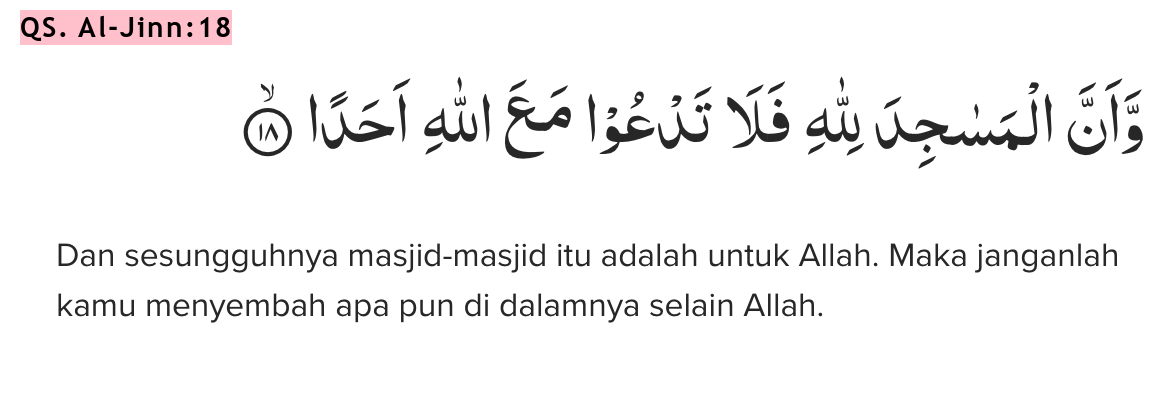 QS. Al-Jinn:18
وَّاَنَّ الْمَسٰجِدَ لِلّٰهِ فَلَا تَدْعُوْا مَعَ اللّٰهِ اَحَدًا ۙ ١٨
Dan sesungguhnya masjid-masjid itu adalah untuk Allah. Maka janganlah
kamu menyembah apa pun di dalamnya selain Allah.